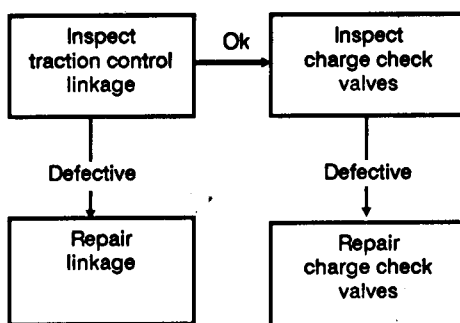 Inspect
traction control
linkage
Ok
Inspect
charge check
valves
Defective
Defective
Repair
linkage
Repair
charge check
valves